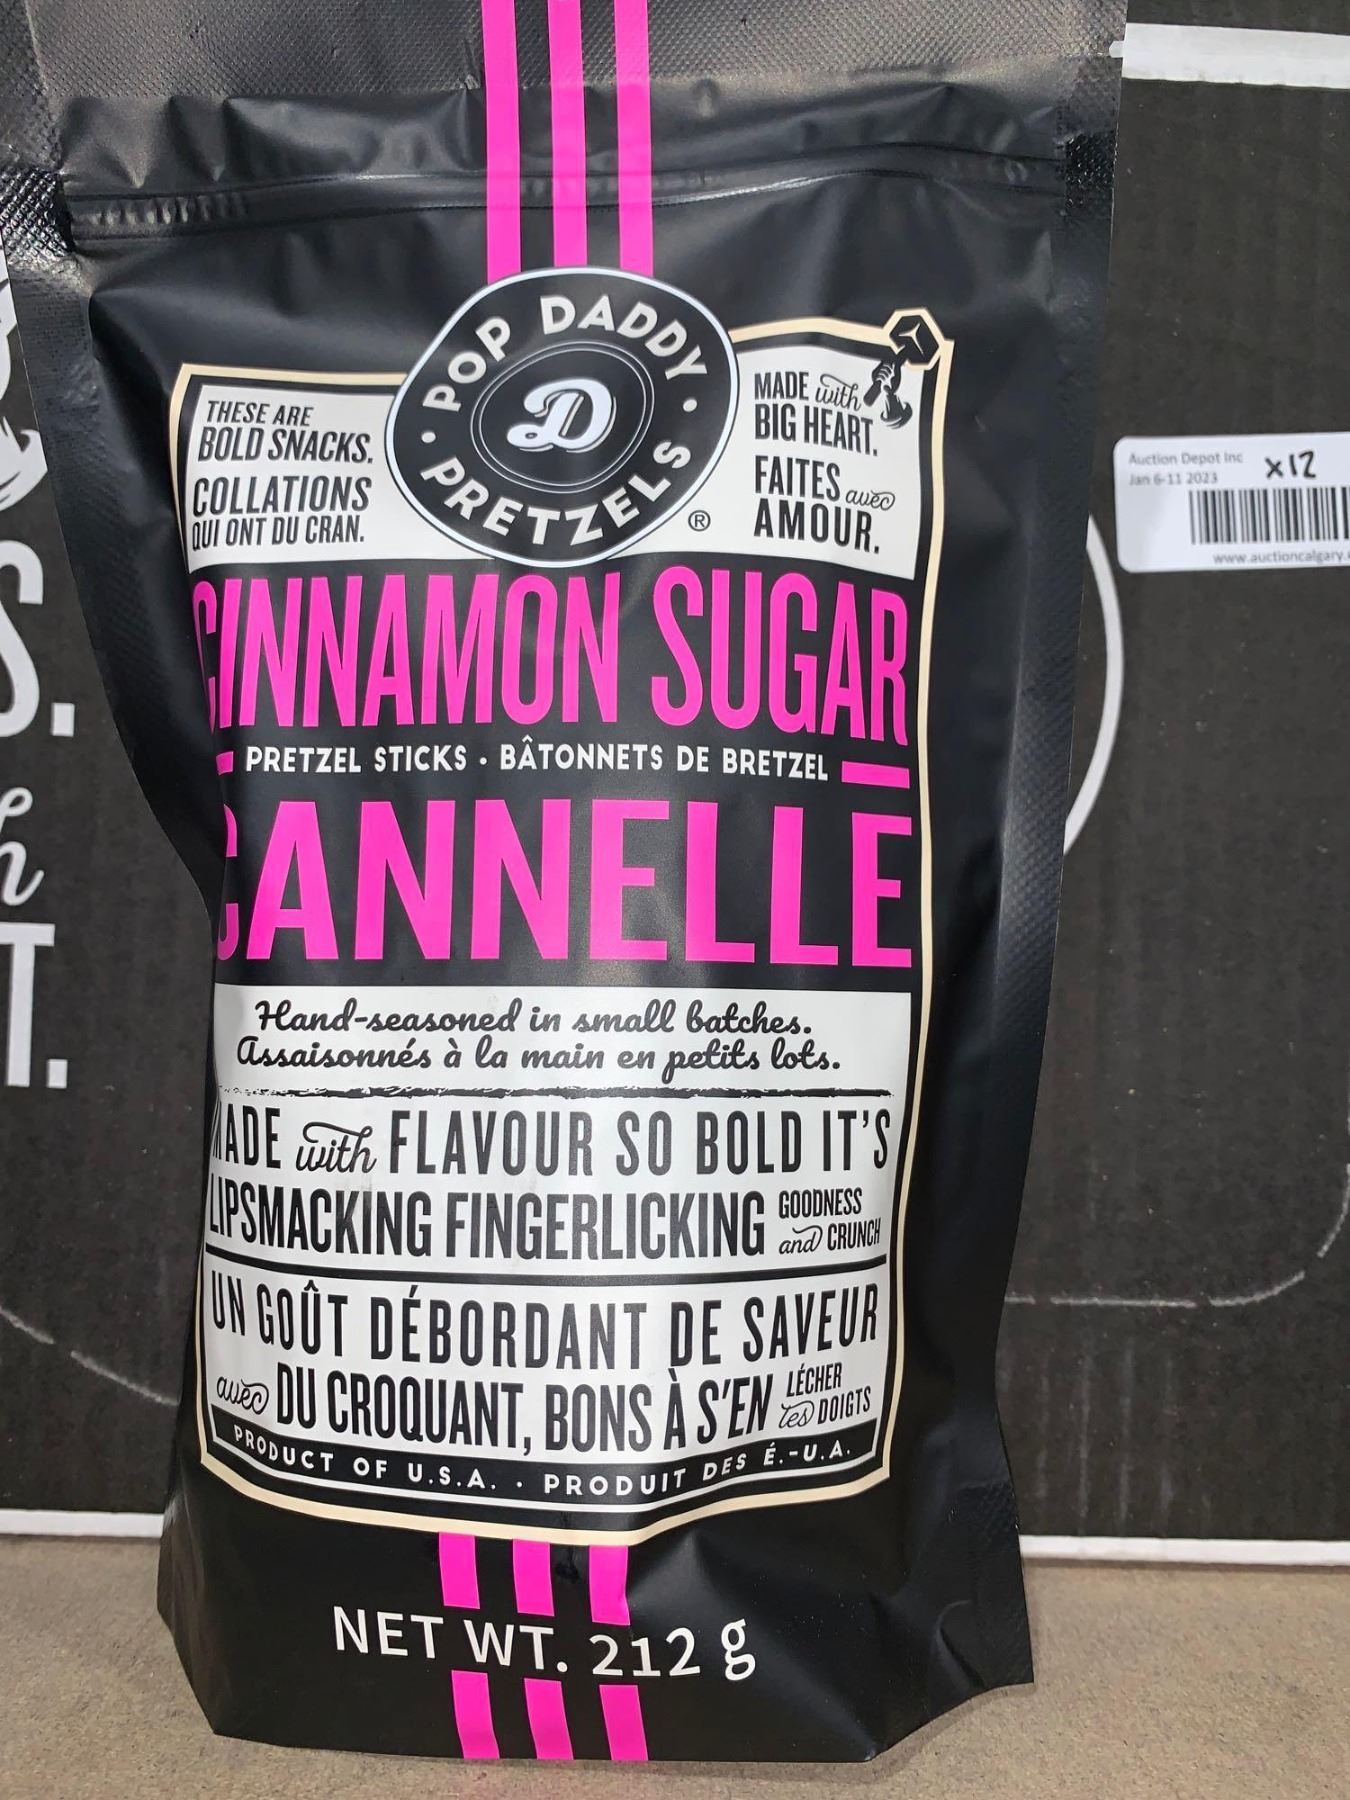 POP DADDY
D
PRETZELS
®
THESE ARE
BOLD SNACKS.
COLLATIONS
QUI ONT DU CRAN.
MADE with
BIG HEART.
FAITES avec
AMOUR.
CINNAMON SUGAR
PRETZEL STICKS • BÂTONNETS DE BRETZEL
CANNELLE
Hand-seasoned in small batches.
Assaisonnés à la main en petits lots.
MADE with FLAVOUR SO BOLD IT'S
LIPSMACKING FINGERLICKING GOODNESS and CRUNCH
UN GOÛT DÉBORDANT DE SAVEUR
avec DU CROQUANT, BONS À S'EN LÉCHER les DOIGTS
PRODUCT OF U.S.A. • PRODUIT DES É.-U.A.
NET WT. 212 g
Auction Depot Inc x12
Jan 6-11 2023
www.auctioncalgary.
S.
h
T.